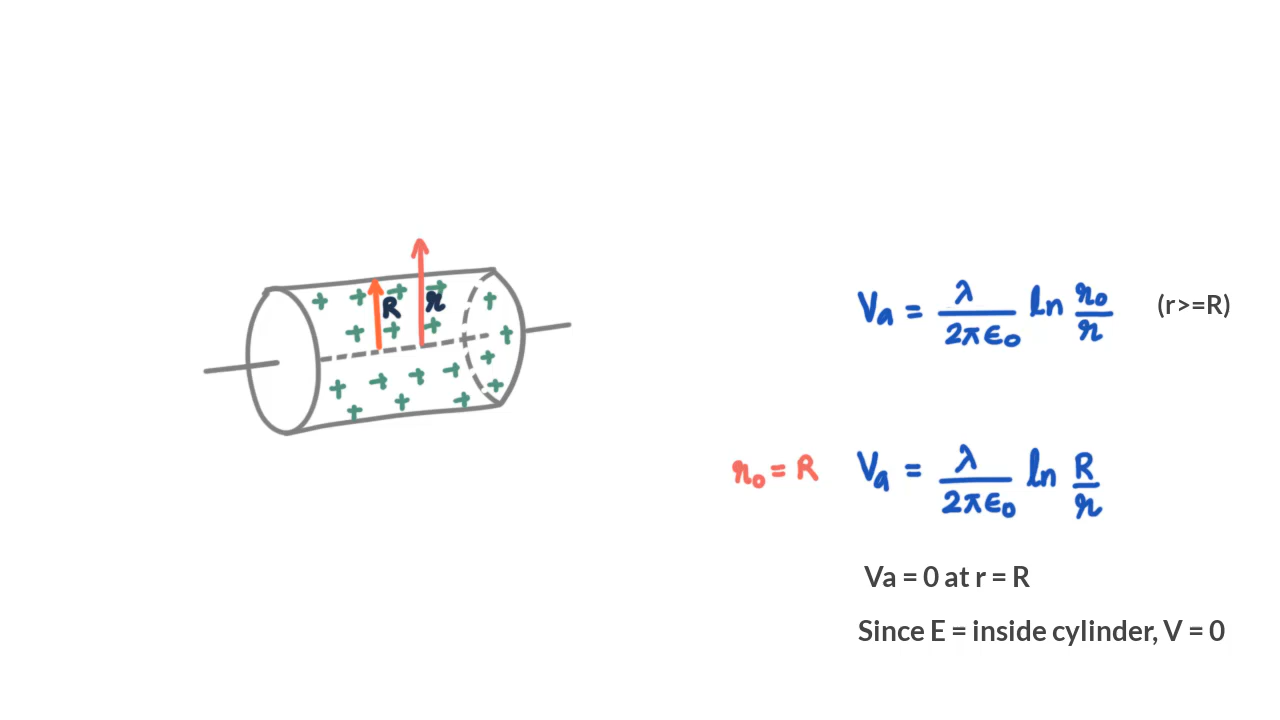 R r
Va = λ/2πε₀ ln r₀/r (r>=R)
r₀ = R Va = λ/2πε₀ ln R/r
Va = 0 at r = R
Since E = inside cylinder, V = 0